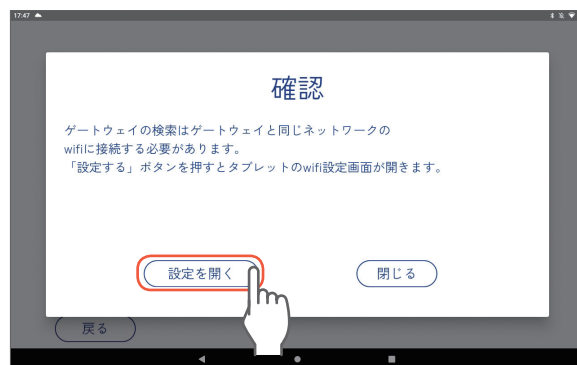 17:47
確認
ゲートウェイの検索はゲートウェイと同じネットワークの
wifiに接続する必要があります。
「設定する」ボタンを押すとタブレットのwifi設定画面が開きます。
設定を開く
閉じる
戻る